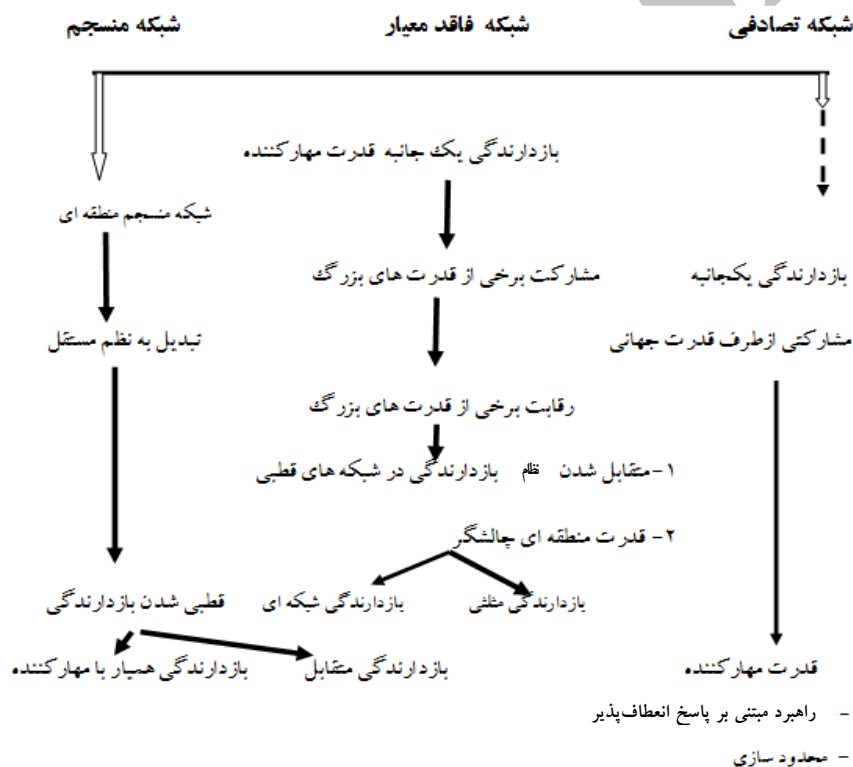 شبکه تصادفی شبکه فاقد معیار شبکه منسجم
بازدارندگی یک جانبه قدرت مهارکننده
شبکه منسجم منطقه ای
بازدارندگی یکجانبه مشارکت برخی از قدرت های بزرگ
مشارکتی ازطرف قدرت جهانی تبدیل به نظم مستقل
رقابت برخی از قدرت های بزرگ
۱- متقابل شدن نظام بازدارندگی در شبکه های قطبی
۲- قدرت منطقه ای چالشگر
بازدارندگی مثلثی بازدارندگی شبکه ای قطبی شدن بازدارندگی
قدرت مهارکننده بازدارندگی متقابل بازدارندگی همیار با مهارکننده
- راهبرد مبتنی بر پاسخ انعطاف‌پذیر
- محدود سازی